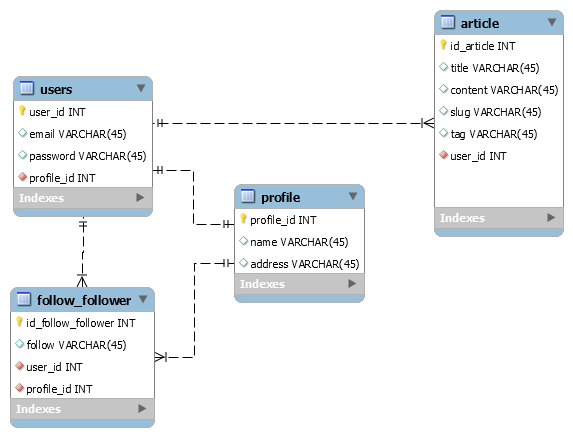 article
id_article INT
title VARCHAR(45)
content VARCHAR(45)
slug VARCHAR(45)
tag VARCHAR(45)
user_id INT
Indexes
users
user_id INT
email VARCHAR(45)
password VARCHAR(45)
profile_id INT
Indexes
profile
profile_id INT
name VARCHAR(45)
address VARCHAR(45)
Indexes
follow_follower
id_follow_follower INT
follow VARCHAR(45)
user_id INT
profile_id INT
Indexes